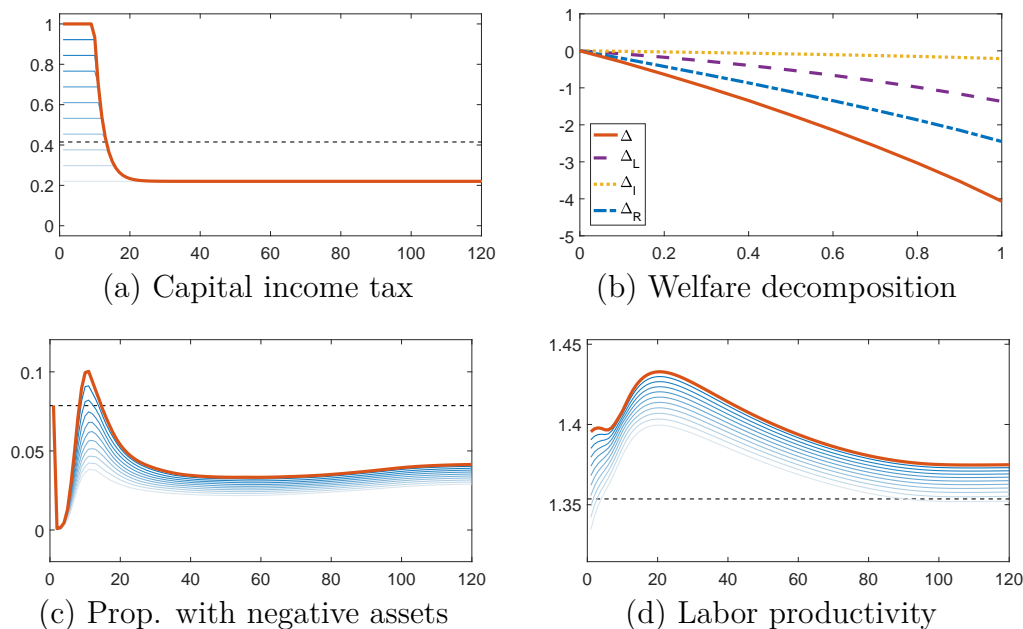 1
0.8
0.6
0.4
0.2
0
0 20 40 60 80 100 120
(a) Capital income tax
1
0
-1
-2
-3
-4
-5
0 0.2 0.4 0.6 0.8 1
Δ
Δ_L
Δ_I
Δ_R
(b) Welfare decomposition
0.1
0.05
0
0 20 40 60 80 100 120
(c) Prop. with negative assets
1.45
1.4
1.35
0 20 40 60 80 100 120
(d) Labor productivity